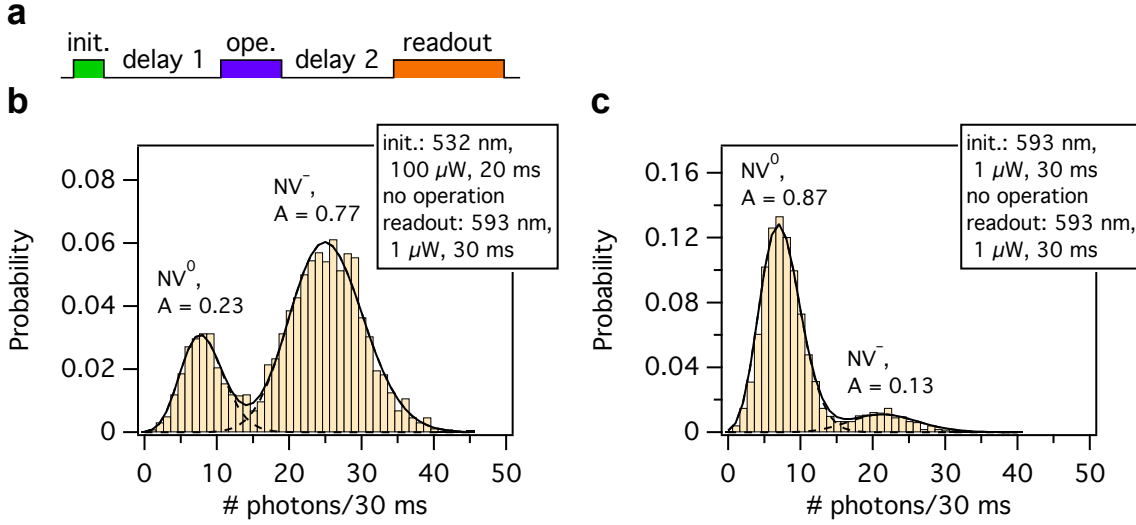 a
init. delay 1 ope. delay 2 readout
b
init.: 532 nm,
100 µW, 20 ms
no operation
readout: 593 nm,
1 µW, 30 ms
NV⁻,
A = 0.77
NV⁰,
A = 0.23
Probability
0.08
0.06
0.04
0.02
0
0 10 20 30 40 50
# photons/30 ms
c
init.: 593 nm,
1 µW, 30 ms
no operation
readout: 593 nm,
1 µW, 30 ms
NV⁰,
A = 0.87
NV⁻,
A = 0.13
Probability
0.16
0.12
0.08
0.04
0
0 10 20 30 40 50
# photons/30 ms